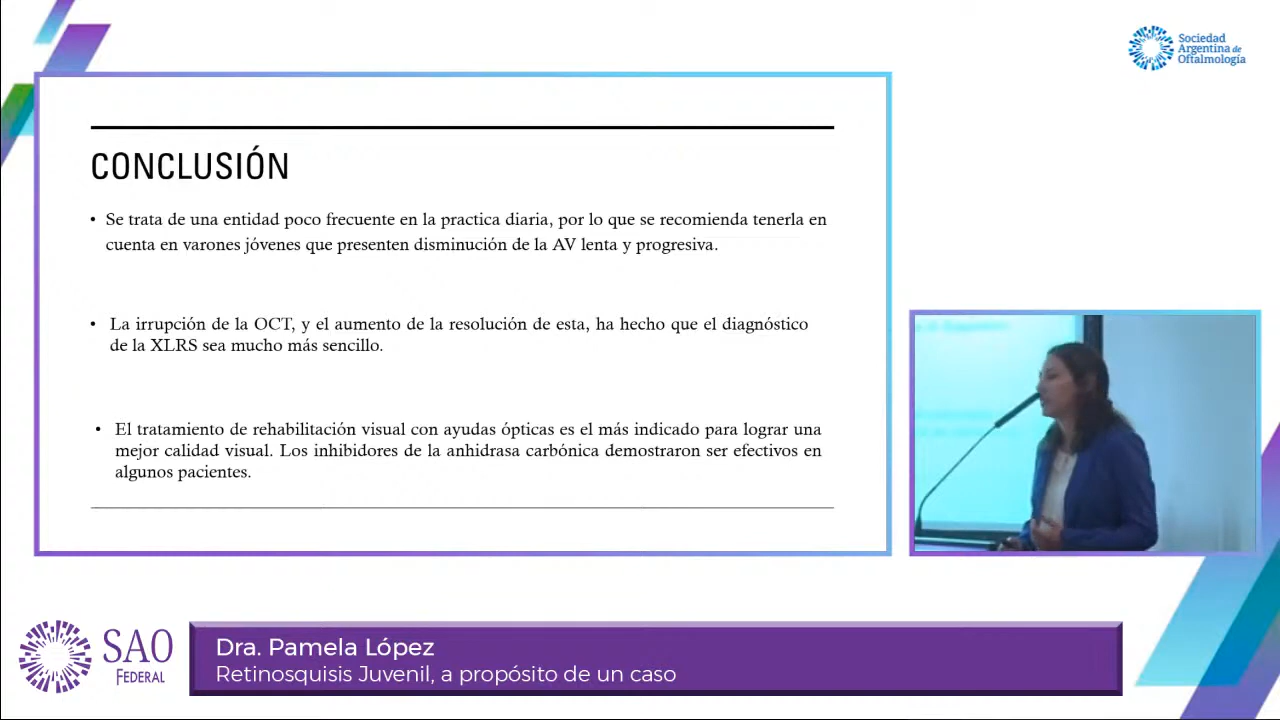 Sociedad
Argentina de
Oftalmología
CONCLUSIÓN
• Se trata de una entidad poco frecuente en la practica diaria, por lo que se recomienda tenerla en
cuenta en varones jóvenes que presenten disminución de la AV lenta y progresiva.
• La irrupción de la OCT, y el aumento de la resolución de esta, ha hecho que el diagnóstico
de la XLRS sea mucho más sencillo.
• El tratamiento de rehabilitación visual con ayudas ópticas es el más indicado para lograr una
mejor calidad visual. Los inhibidores de la anhidrasa carbónica demostraron ser efectivos en
algunos pacientes.
SAO
FEDERAL
Dra. Pamela López
Retinosquisis Juvenil, a propósito de un caso